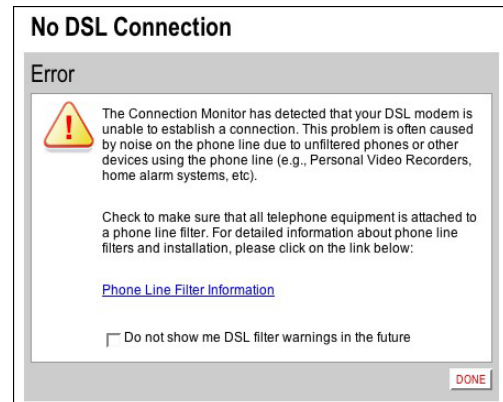 No DSL Connection
Error
The Connection Monitor has detected that your DSL modem is
unable to establish a connection. This problem is often caused
by noise on the phone line due to unfiltered phones or other
devices using the phone line (e.g., Personal Video Recorders,
home alarm systems, etc).
Check to make sure that all telephone equipment is attached to
a phone line filter. For detailed information about phone line
filters and installation, please click on the link below:
Phone Line Filter Information
Do not show me DSL filter warnings in the future
DONE